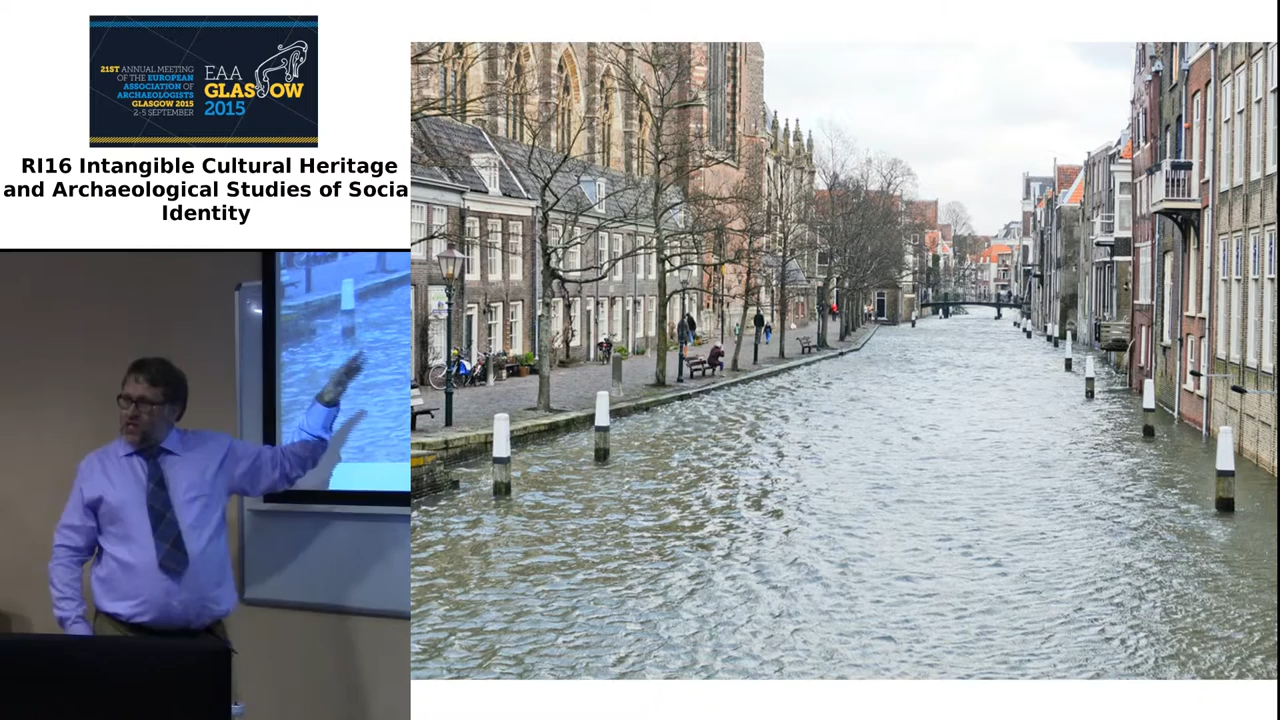 21ST ANNUAL MEETING
OF THE EUROPEAN
ASSOCIATION OF
ARCHAEOLOGISTS
GLASGOW 2015
2-5 SEPTEMBER
EAA
GLASGOW
2015
RI16 Intangible Cultural Heritage
and Archaeological Studies of Socia
Identity